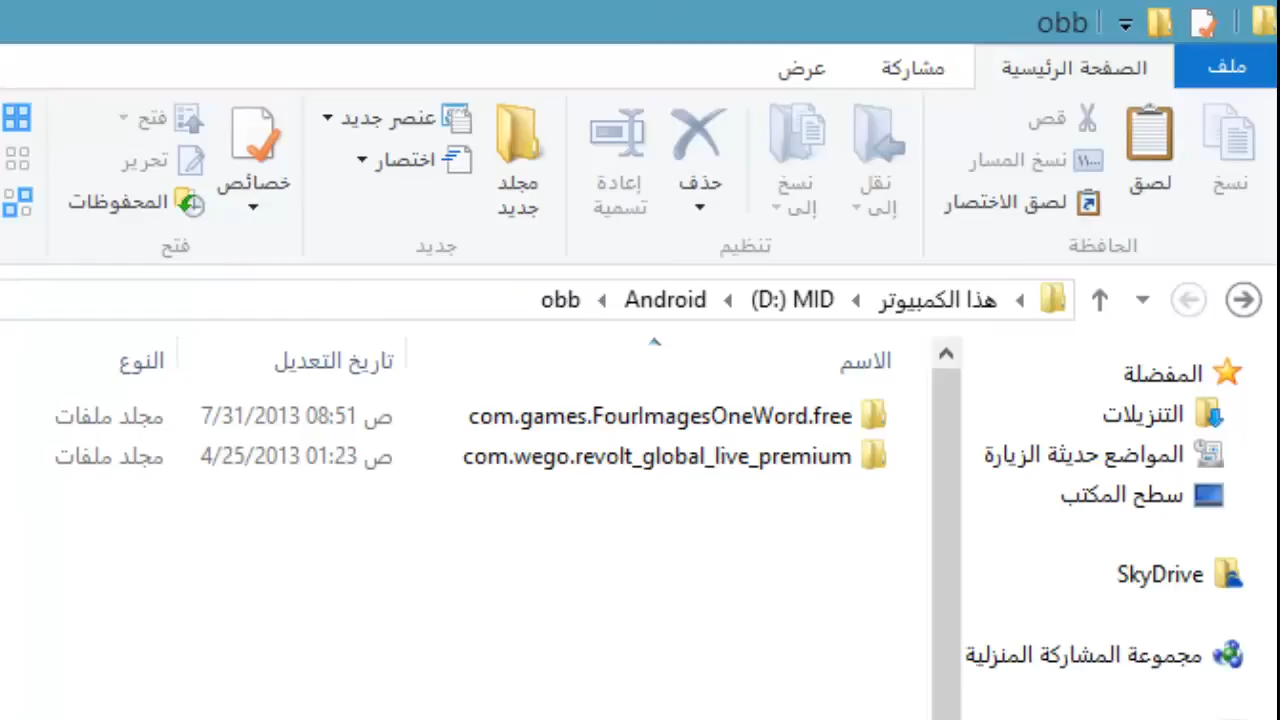 obb
ملف
الصفحة الرئيسية
مشاركة
عرض
نسخ
لصق
قص
نسخ المسار
لصق الاختصار
الحافظة
نقل إلى
نسخ إلى
حذف
إعادة تسمية
تنظيم
مجلد جديد
عنصر جديد
اختصار
جديد
خصائص
فتح
تحرير
المحفوظات
فتح
هذا الكمبيوتر
(D:) MID
Android
obb
الاسم
تاريخ التعديل
النوع
com.games.FourImagesOneWord.free
7/31/2013 08:51 ص
مجلد ملفات
com.wego.revolt_global_live_premium
4/25/2013 01:23 ص
مجلد ملفات
المفضلة
التنزيلات
المواضع حديثة الزيارة
سطح المكتب
SkyDrive
مجموعة المشاركة المنزلية